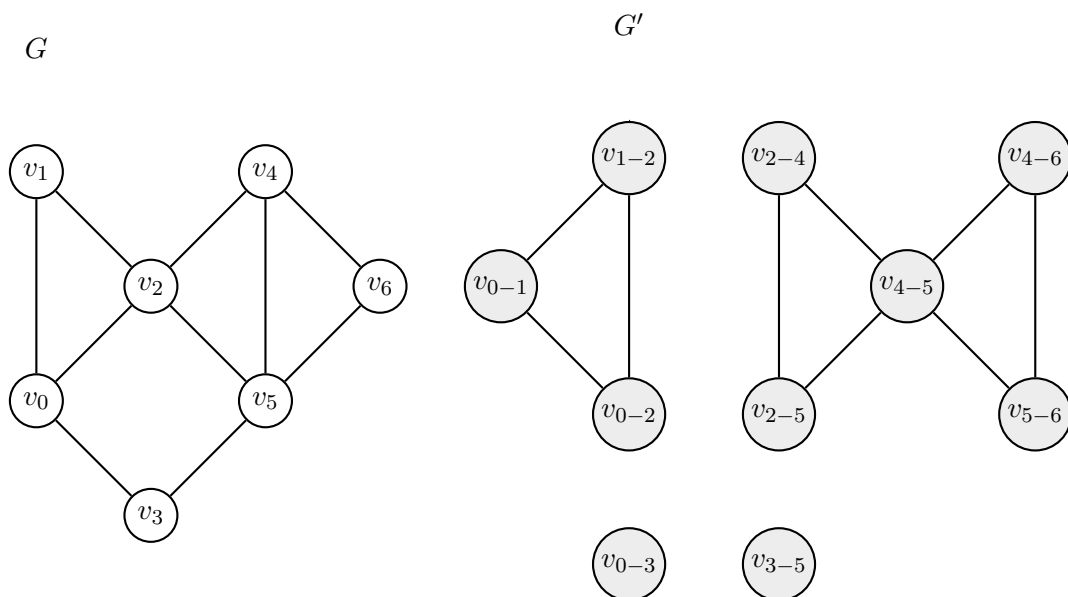 G
G′
v₁
v₄
v₂
v₆
v₀
v₅
v₃
v₁₋₂
v₂₋₄
v₄₋₆
v₀₋₁
v₄₋₅
v₀₋₂
v₂₋₅
v₅₋₆
v₀₋₃
v₃₋₅